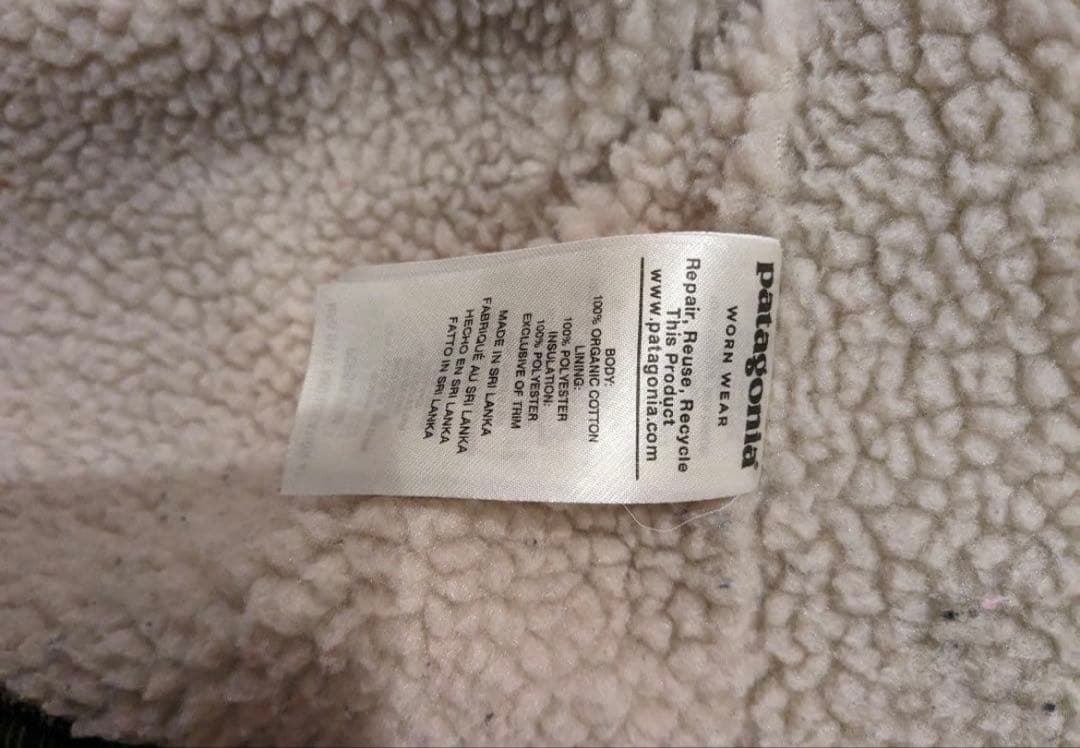 patagonia®
WORN WEAR
Repair, Reuse, Recycle
This Product
www.patagonia.com
BODY:
100% ORGANIC COTTON
LINING:
100% POLYESTER
INSULATION:
100% POLYESTER
EXCLUSIVE OF TRIM
MADE IN SRI LANKA
FABRIQUÉ AU SRI LANKA
HECHO EN SRI LANKA
FATTO IN SRI LANKA